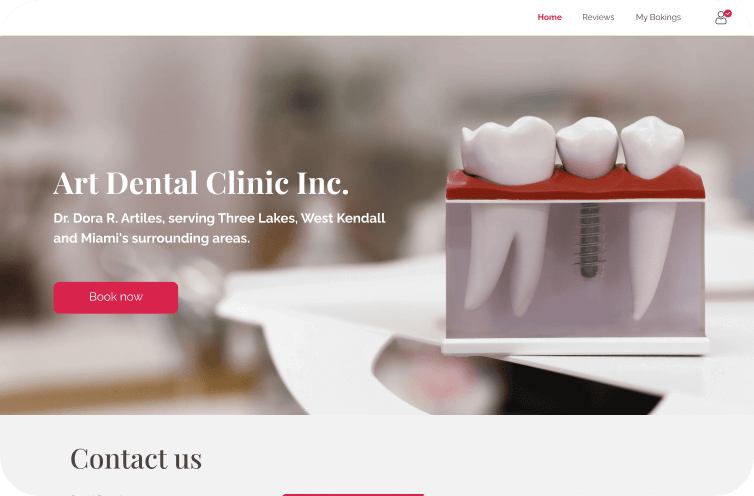 Home Reviews My Bokings
Art Dental Clinic Inc.
Dr. Dora R. Artiles, serving Three Lakes, West Kendall
and Miami's surrounding areas.
Book now
Contact us